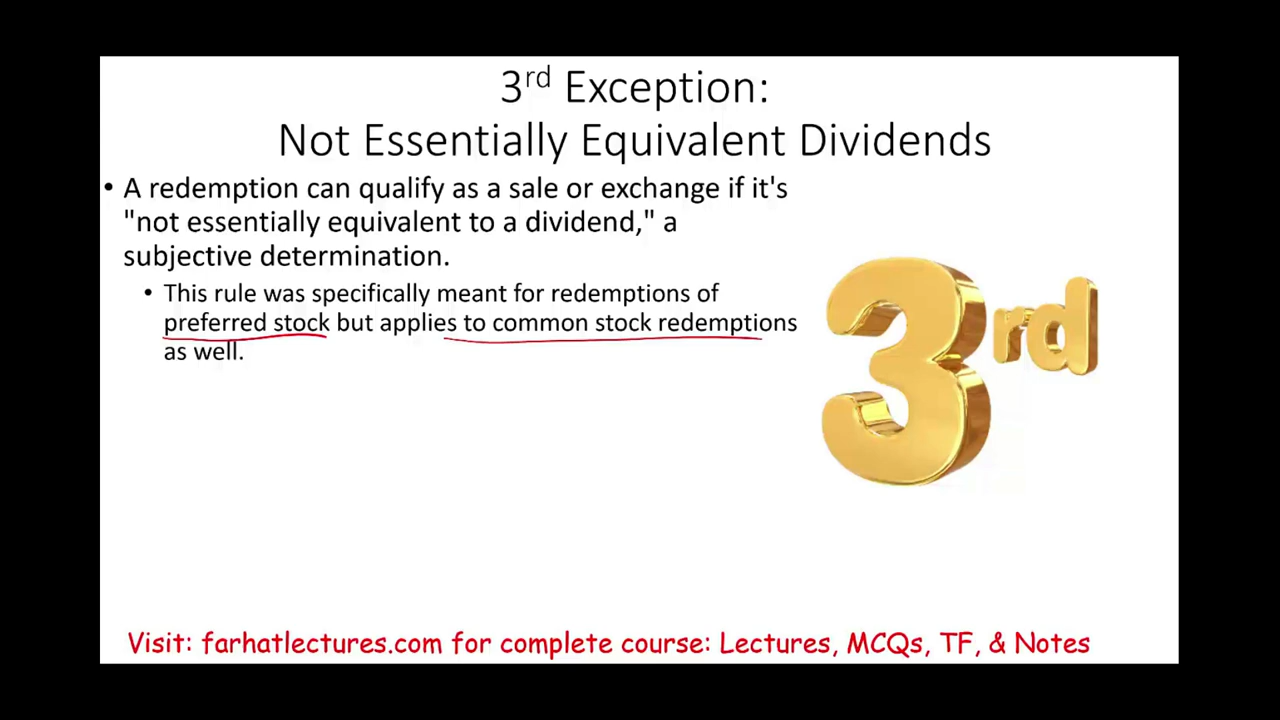 3rd Exception:
Not Essentially Equivalent Dividends
• A redemption can qualify as a sale or exchange if it's
"not essentially equivalent to a dividend," a
subjective determination.
• This rule was specifically meant for redemptions of
preferred stock but applies to common stock redemptions
as well.
3rd
Visit: farhatlectures.com for complete course: Lectures, MCQs, TF, & Notes